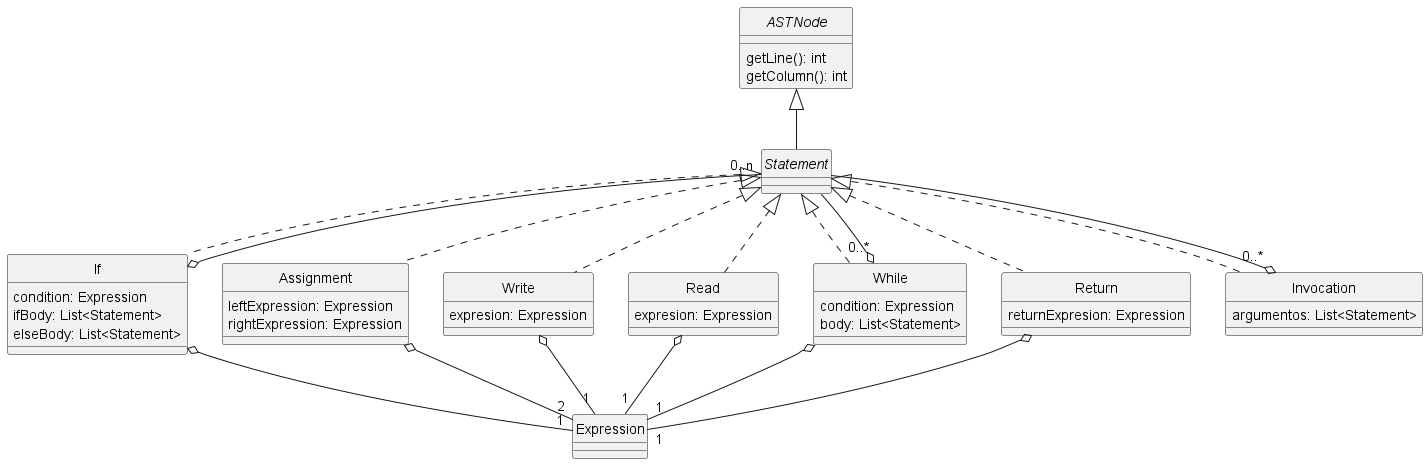 ASTNode
getLine(): int
getColumn(): int
0..n
Statement
If
condition: Expression
ifBody: List<Statement>
elseBody: List<Statement>
Assignment
leftExpression: Expression
rightExpression: Expression
Write
expresion: Expression
Read
expresion: Expression
0..*
While
condition: Expression
body: List<Statement>
Return
returnExpresion: Expression
0..*
Invocation
argumentos: List<Statement>
2
1
1
1
1
1
Expression